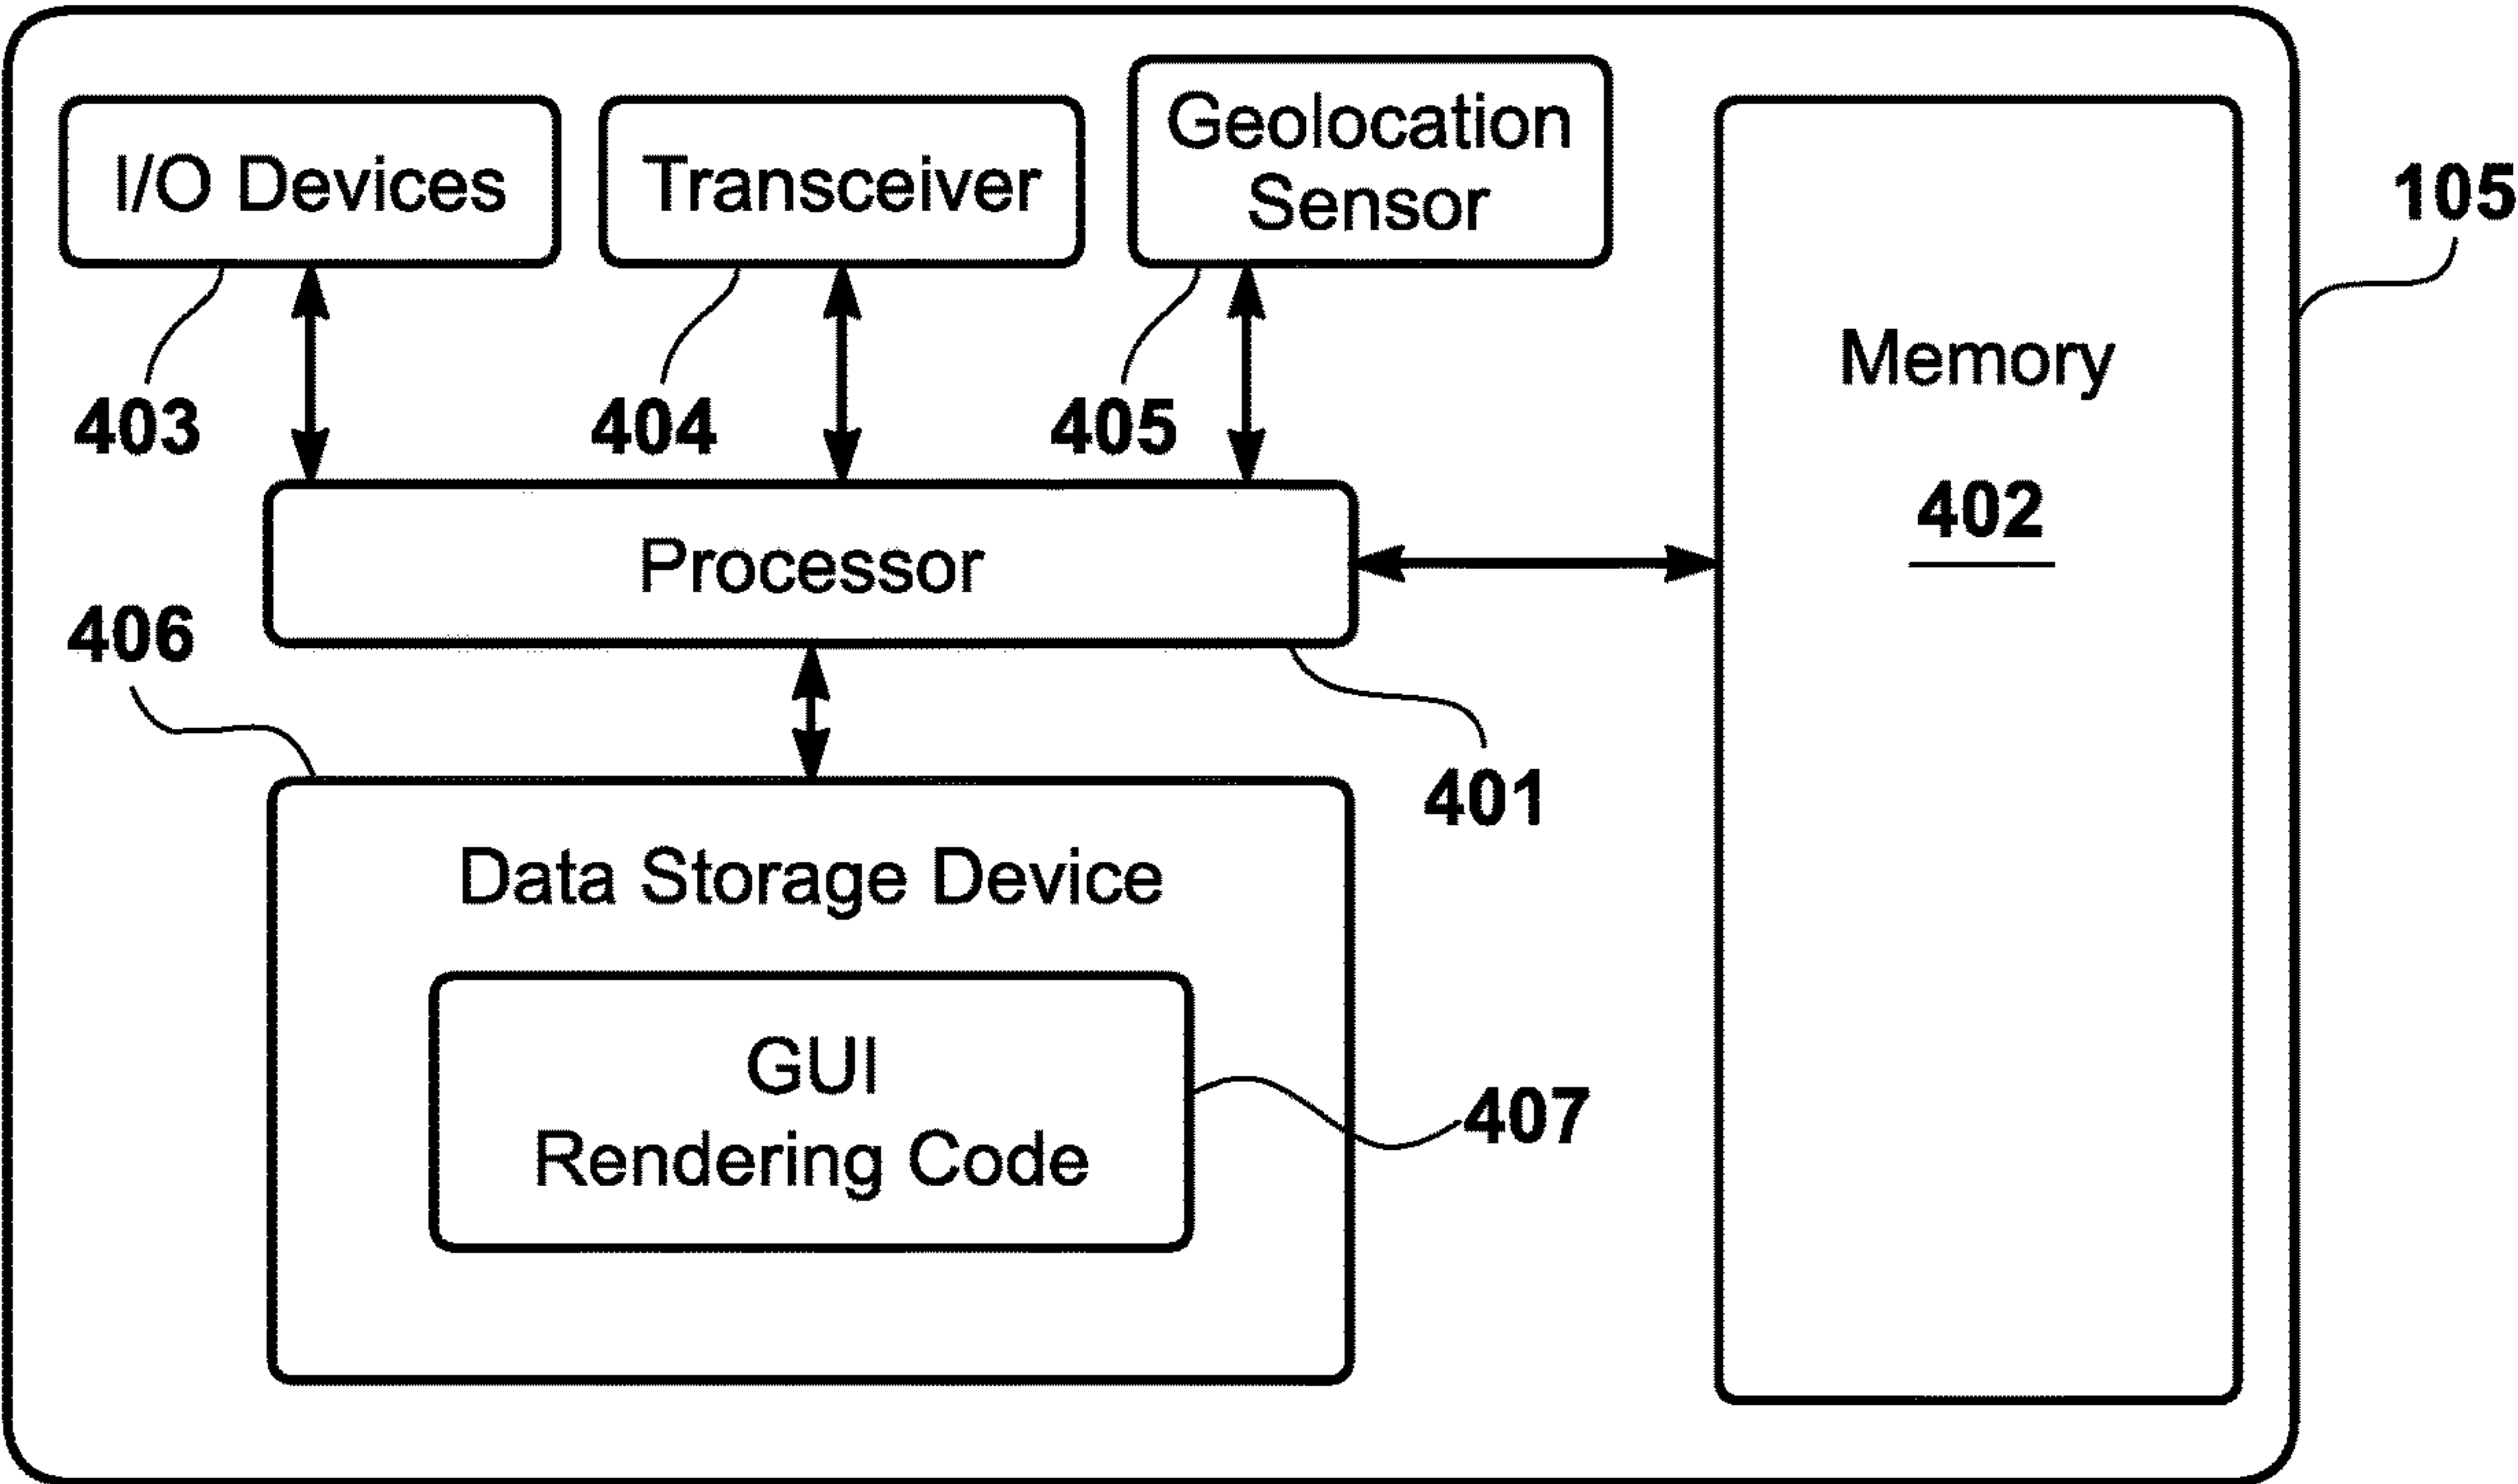 I/O Devices
Transceiver
Geolocation
Sensor
105
Memory
402
403
404
405
Processor
406
401
Data Storage Device
GUI
Rendering Code
407